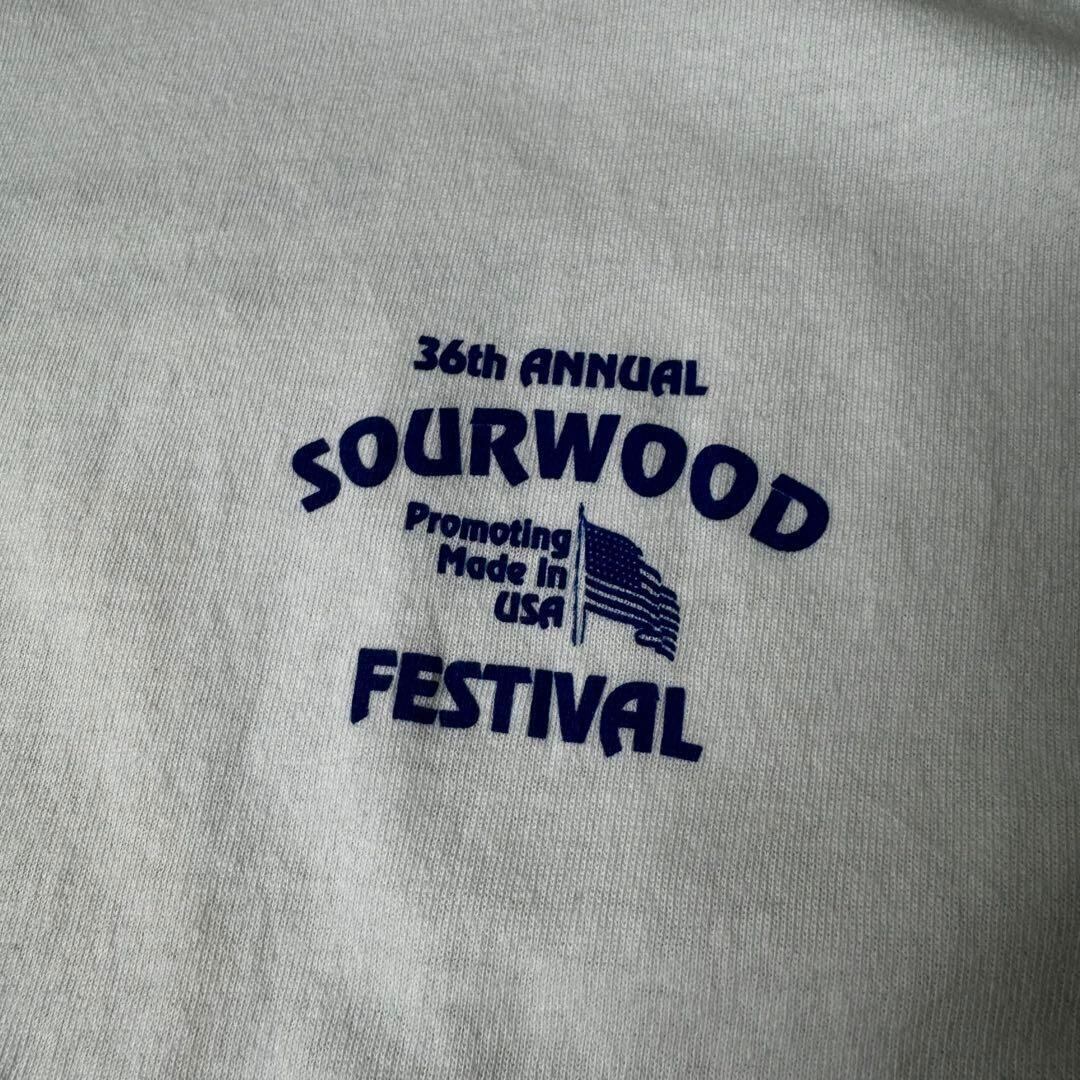 36th ANNUAL
SOURWOOD
Promoting
Made In
USA
FESTIVAL